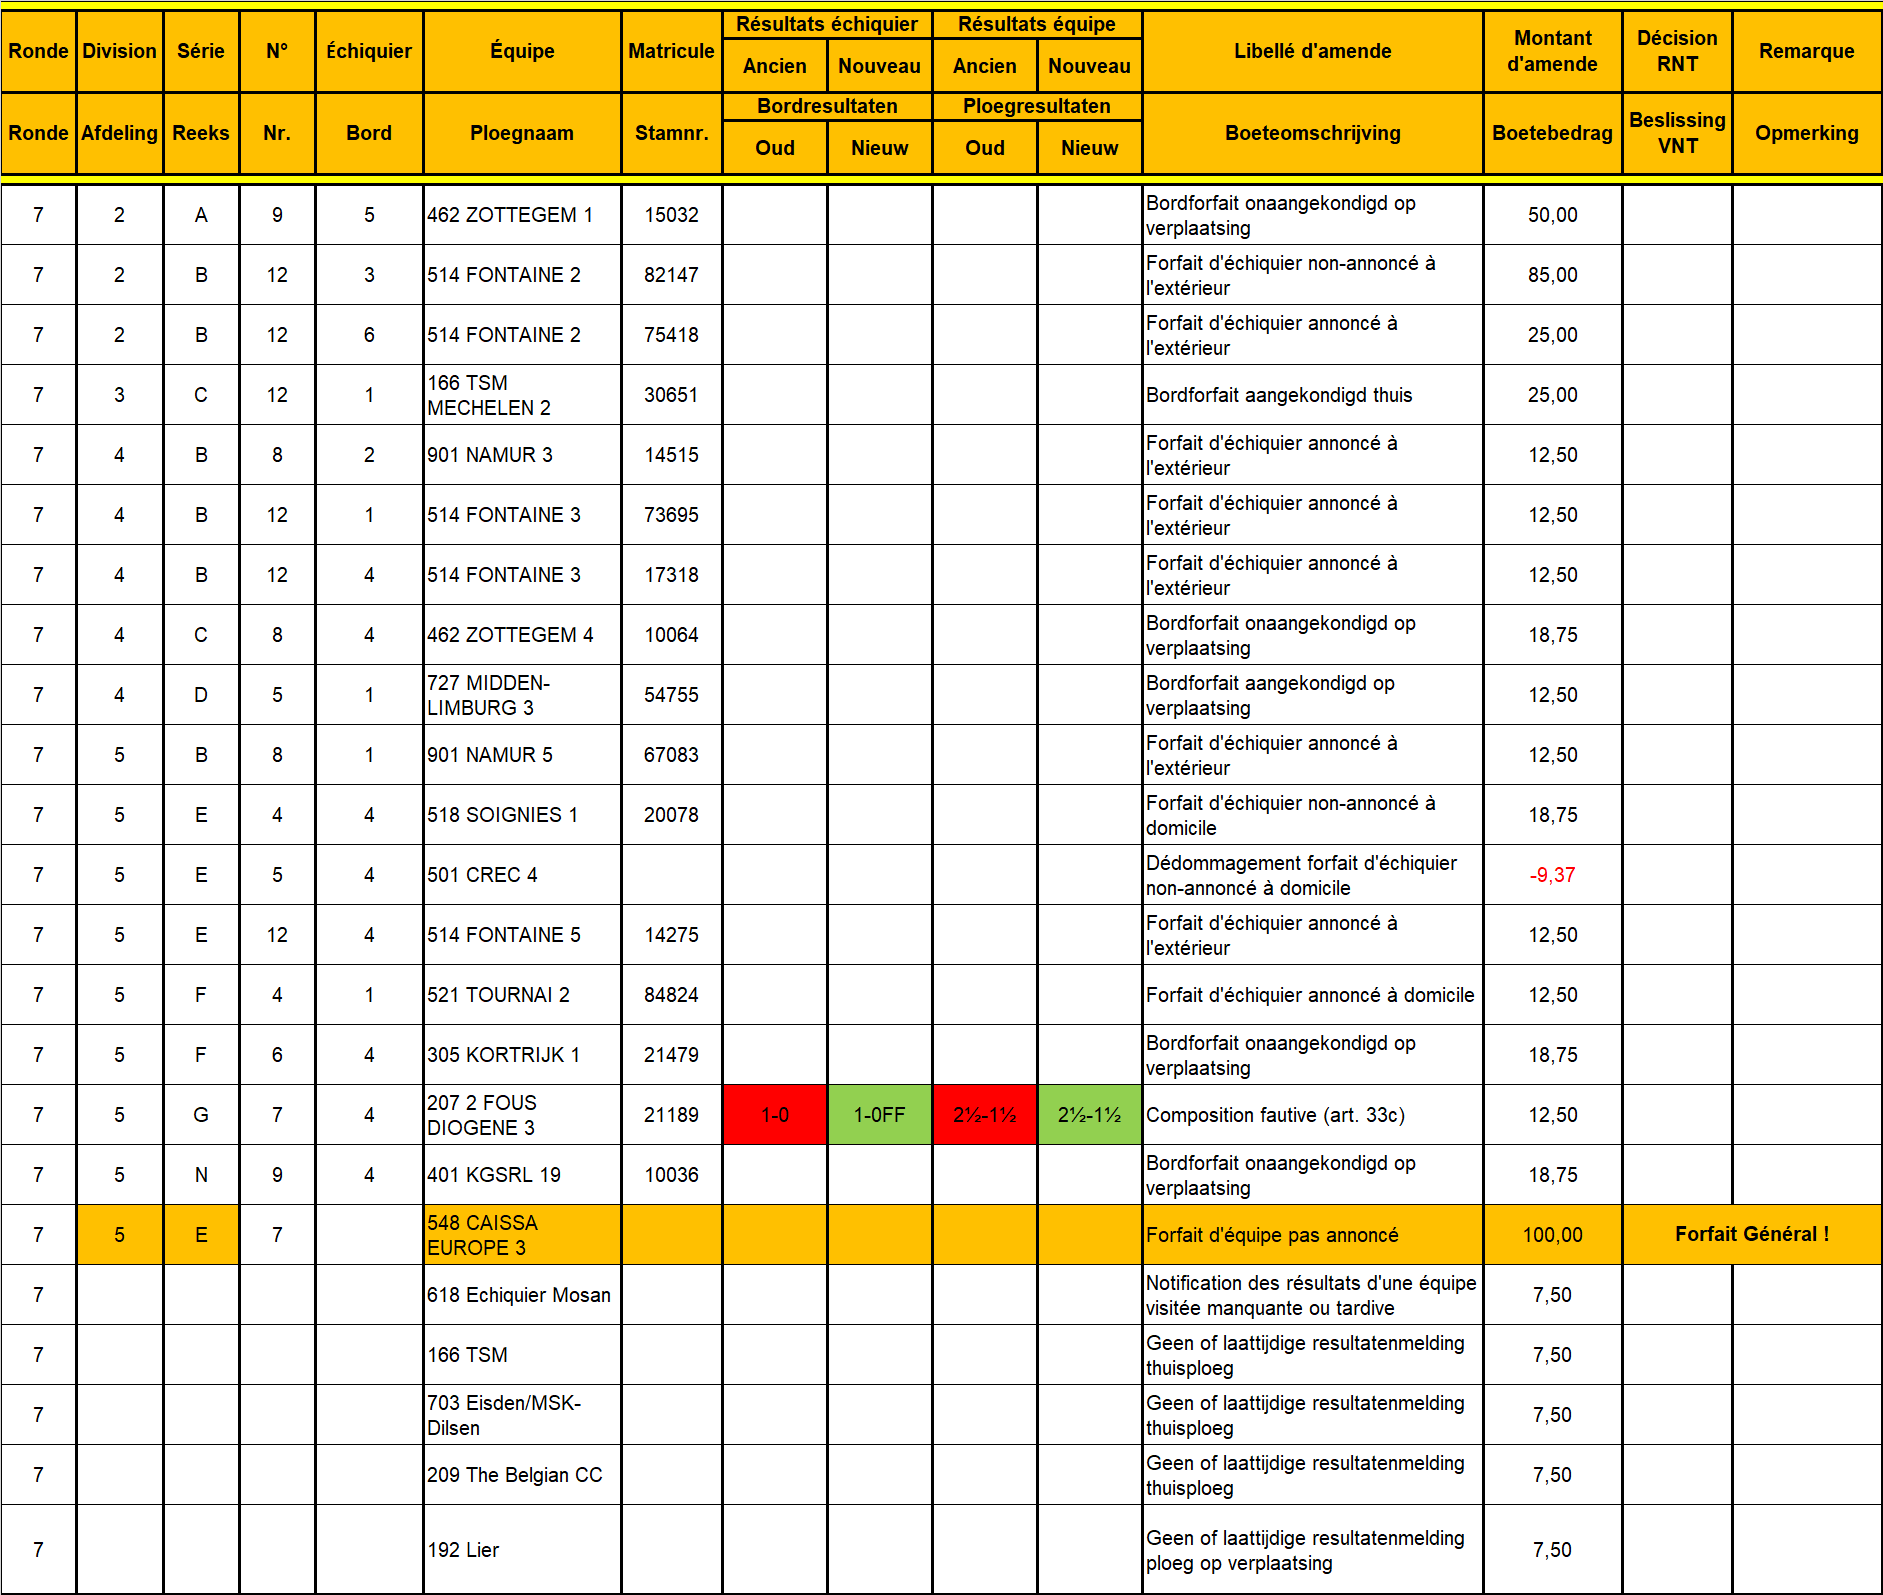 Ronde Division Série N° Échiquier Équipe Matricule Résultats échiquier Résultats équipe Libellé d'amende Montant d'amende Décision RNT Remarque
Ancien Nouveau Ancien Nouveau
Ronde Afdeling Reeks Nr. Bord Ploegnaam Stamnr. Bordresultaten Ploegresultaten Boeteomschrijving Boetebedrag Beslissing VNT Opmerking
Oud Nieuw Oud Nieuw
7 2 A 9 5 462 ZOTTEGEM 1 15032 Bordforfait onaangekondigd op verplaatsing 50,00
7 2 B 12 3 514 FONTAINE 2 82147 Forfait d'échiquier non-annoncé à l'extérieur 85,00
7 2 B 12 6 514 FONTAINE 2 75418 Forfait d'échiquier annoncé à l'extérieur 25,00
7 3 C 12 1 166 TSM MECHELEN 2 30651 Bordforfait aangekondigd thuis 25,00
7 4 B 8 2 901 NAMUR 3 14515 Forfait d'échiquier annoncé à l'extérieur 12,50
7 4 B 12 1 514 FONTAINE 3 73695 Forfait d'échiquier annoncé à l'extérieur 12,50
7 4 B 12 4 514 FONTAINE 3 17318 Forfait d'échiquier annoncé à l'extérieur 12,50
7 4 C 8 4 462 ZOTTEGEM 4 10064 Bordforfait onaangekondigd op verplaatsing 18,75
7 4 D 5 1 727 MIDDEN-LIMBURG 3 54755 Bordforfait aangekondigd op verplaatsing 12,50
7 5 B 8 1 901 NAMUR 5 67083 Forfait d'échiquier annoncé à l'extérieur 12,50
7 5 E 4 4 518 SOIGNIES 1 20078 Forfait d'échiquier non-annoncé à domicile 18,75
7 5 E 5 4 501 CREC 4 Dédommagement forfait d'échiquier non-annoncé à domicile -9,37
7 5 E 12 4 514 FONTAINE 5 14275 Forfait d'échiquier annoncé à l'extérieur 12,50
7 5 F 4 1 521 TOURNAI 2 84824 Forfait d'échiquier annoncé à domicile 12,50
7 5 F 6 4 305 KORTRIJK 1 21479 Bordforfait onaangekondigd op verplaatsing 18,75
7 5 G 7 4 207 2 FOUS DIOGENE 3 21189 1-0 1-0FF 2½-1½ 2½-1½ Composition fautive (art. 33c) 12,50
7 5 N 9 4 401 KGSRL 19 10036 Bordforfait onaangekondigd op verplaatsing 18,75
7 5 E 7 548 CAISSA EUROPE 3 Forfait d'équipe pas annoncé 100,00 Forfait Général !
7 618 Echiquier Mosan Notification des résultats d'une équipe visitée manquante ou tardive 7,50
7 166 TSM Geen of laattijdige resultatenmelding thuisploeg 7,50
7 703 Eisden/MSK-Dilsen Geen of laattijdige resultatenmelding thuisploeg 7,50
7 209 The Belgian CC Geen of laattijdige resultatenmelding thuisploeg 7,50
7 192 Lier Geen of laattijdige resultatenmelding ploeg op verplaatsing 7,50